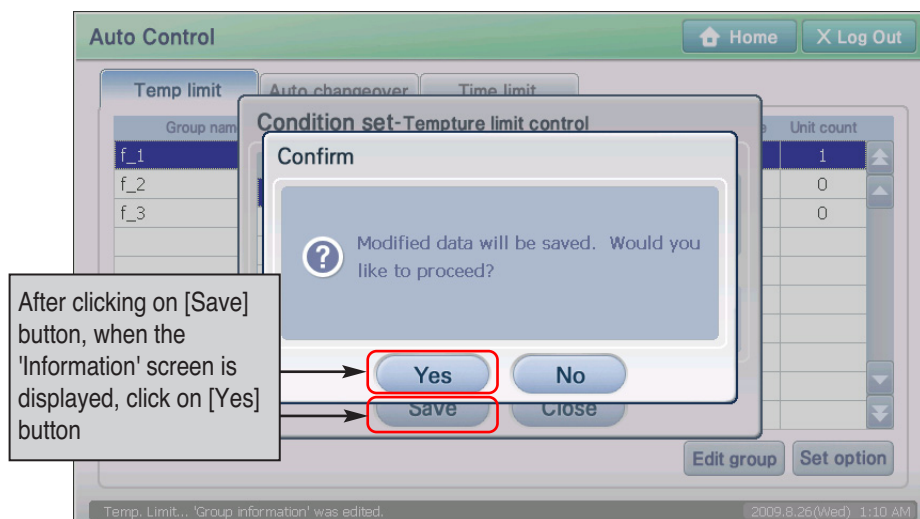 Auto Control
Home
X Log Out
Temp limit
Auto changeover
Time limit
Group nam
Unit count
Condition set-Tempture limit control
Confirm
f_1
1
f_2
0
f_3
0
Modified data will be saved. Would you
like to proceed?
After clicking on [Save]
button, when the
'Information' screen is
displayed, click on [Yes]
button
Yes
No
Save
Close
Edit group
Set option
Temp. Limit... 'Group information' was edited.
2009.8.26(Wed) 1:10 AM